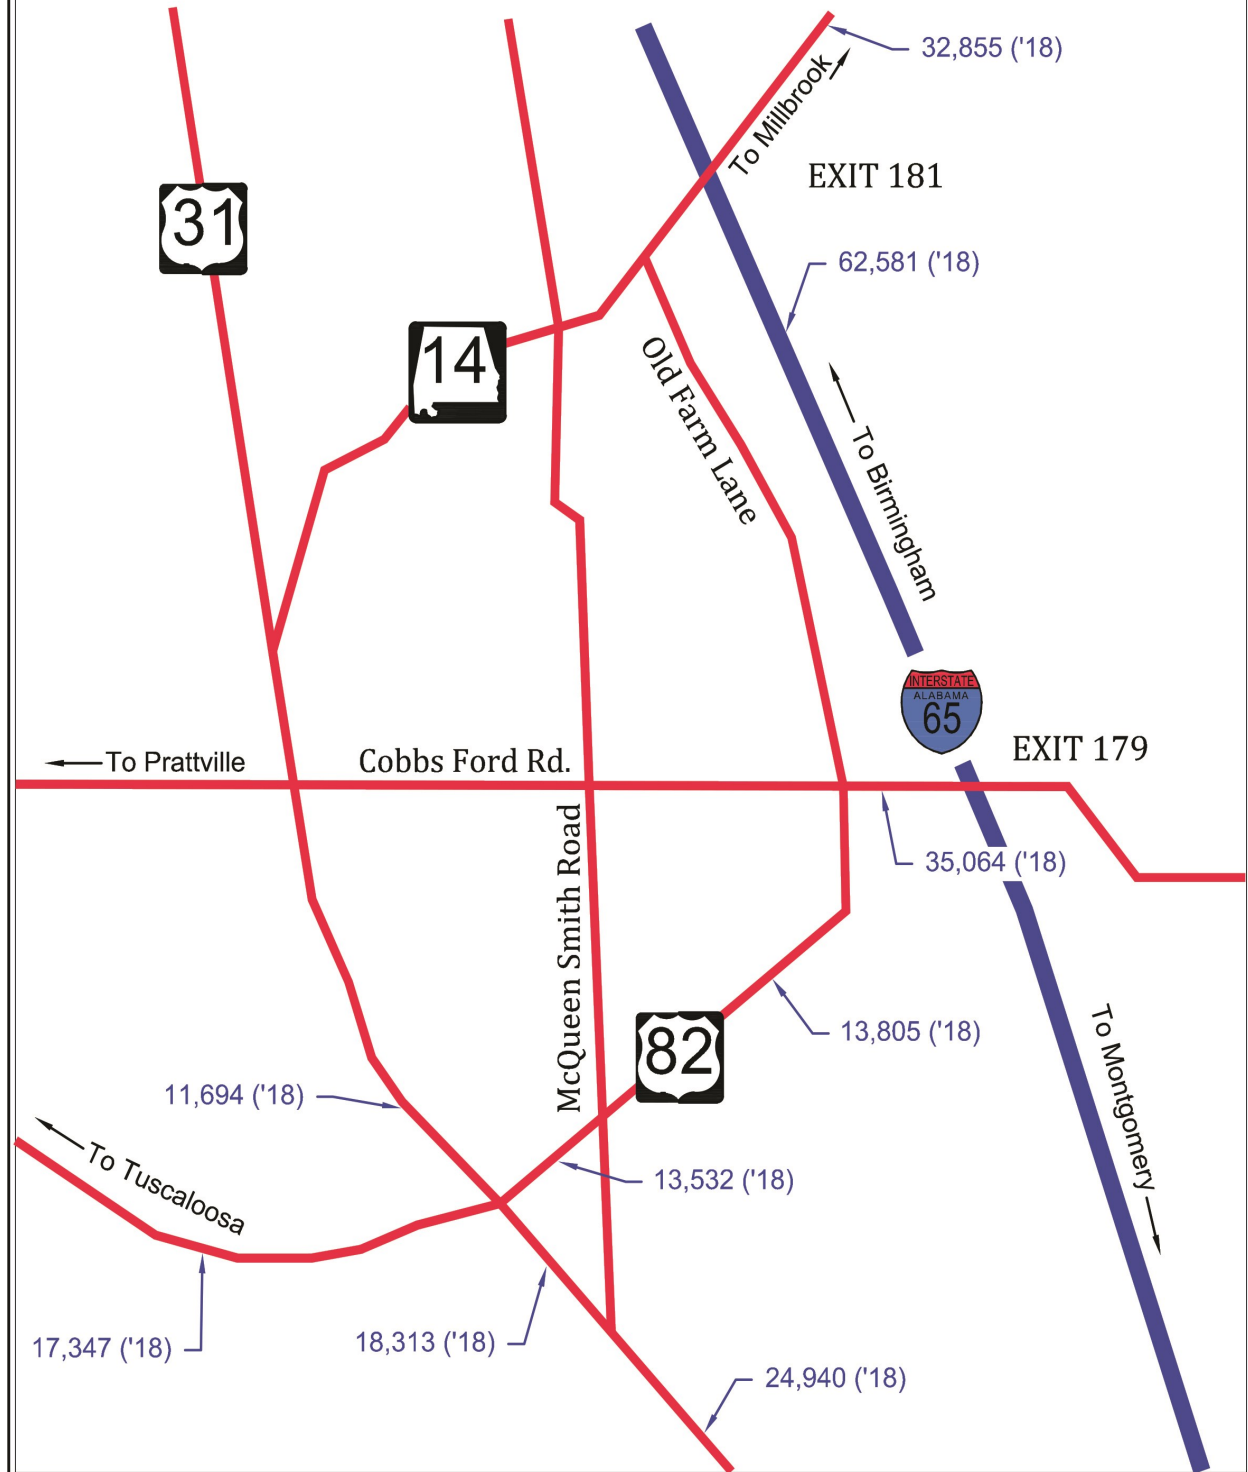 32,855 ('18)
To Millbrook
EXIT 181
31
62,581 ('18)
14
Old Farm Lane
To Birmingham
INTERSTATE
ALABAMA
65
EXIT 179
To Prattville
Cobbs Ford Rd.
McQueen Smith Road
35,064 ('18)
82
13,805 ('18)
To Montgomery
11,694 ('18)
To Tuscaloosa
13,532 ('18)
17,347 ('18)
18,313 ('18)
24,940 ('18)